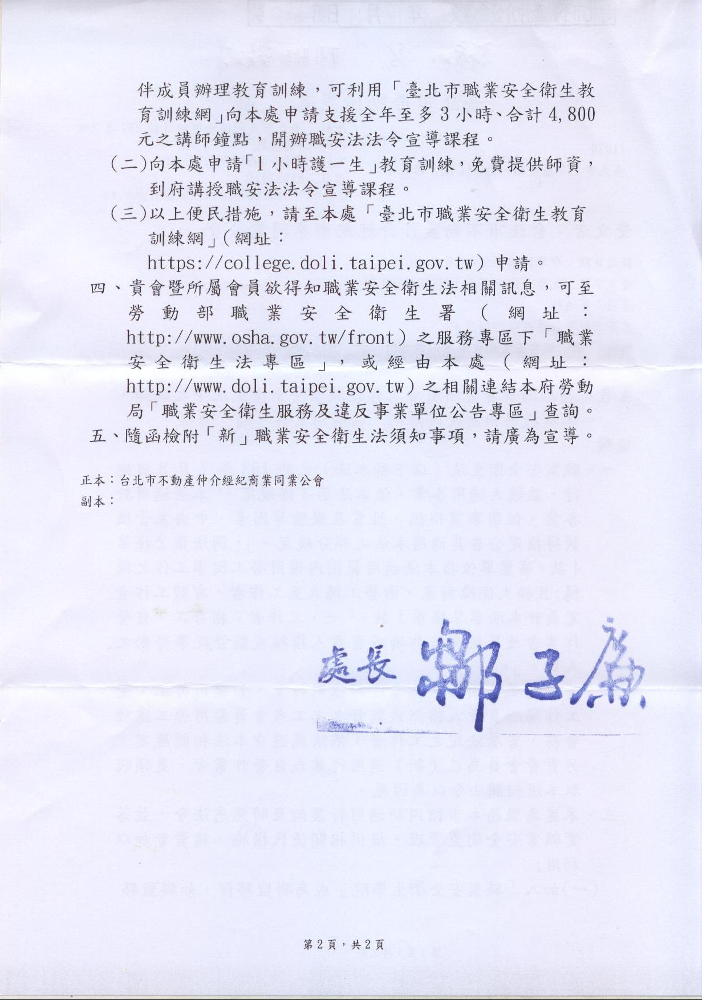 伴成員辦理教育訓練，可利用「臺北市職業安全衛生教
育訓練網」向本處申請支援全年至多3小時、合計4,800
元之講師鐘點，開辦職安法法令宣導課程。
(二)向本處申請「1小時護一生」教育訓練，免費提供師資，
到府講授職安法法令宣導課程。
(三)以上便民措施，請至本處「臺北市職業安全衛生教育
訓練網」(網址：
https://college.doli.taipei.gov.tw)申請。
四、貴會暨所屬會員欲得知職業安全衛生法相關訊息，可至
勞動部職業安全衛生署(網址：
http://www.osha.gov.tw/front)之服務專區下「職業
安全衛生法專區」，或經由本處(網址：
http://www.doli.taipei.gov.tw)之相關連結本府勞動
局「職業安全衛生服務及違反事業單位公告專區」查詢。
五、隨函檢附「新」職業安全衛生法須知事項，請廣為宣導。
正本：台北市不動產仲介經紀商業同業公會
副本：
處長 鄒子廉
第2頁，共2頁